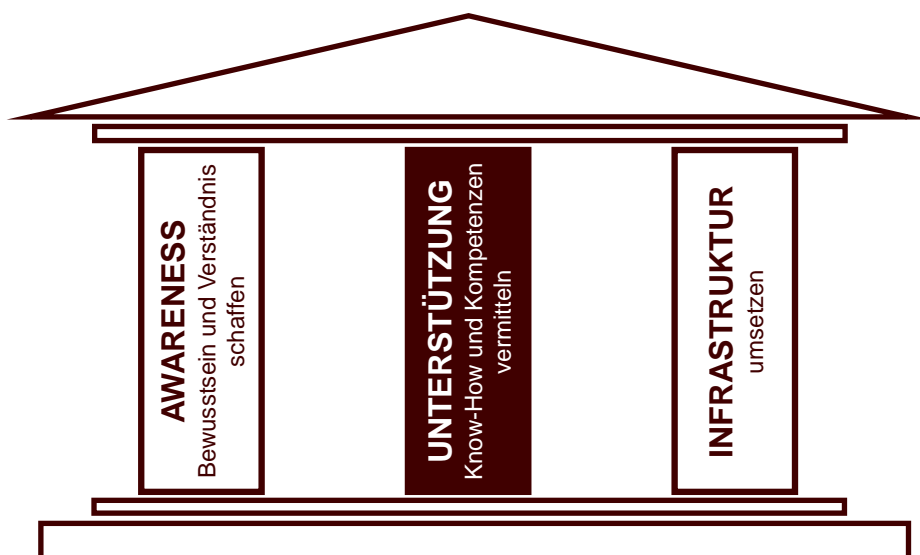 AWARENESS
Bewusstsein und Verständnis
schaffen
UNTERSTÜTZUNG
Know-How und Kompetenzen
vermitteln
INFRASTRUKTUR
umsetzen